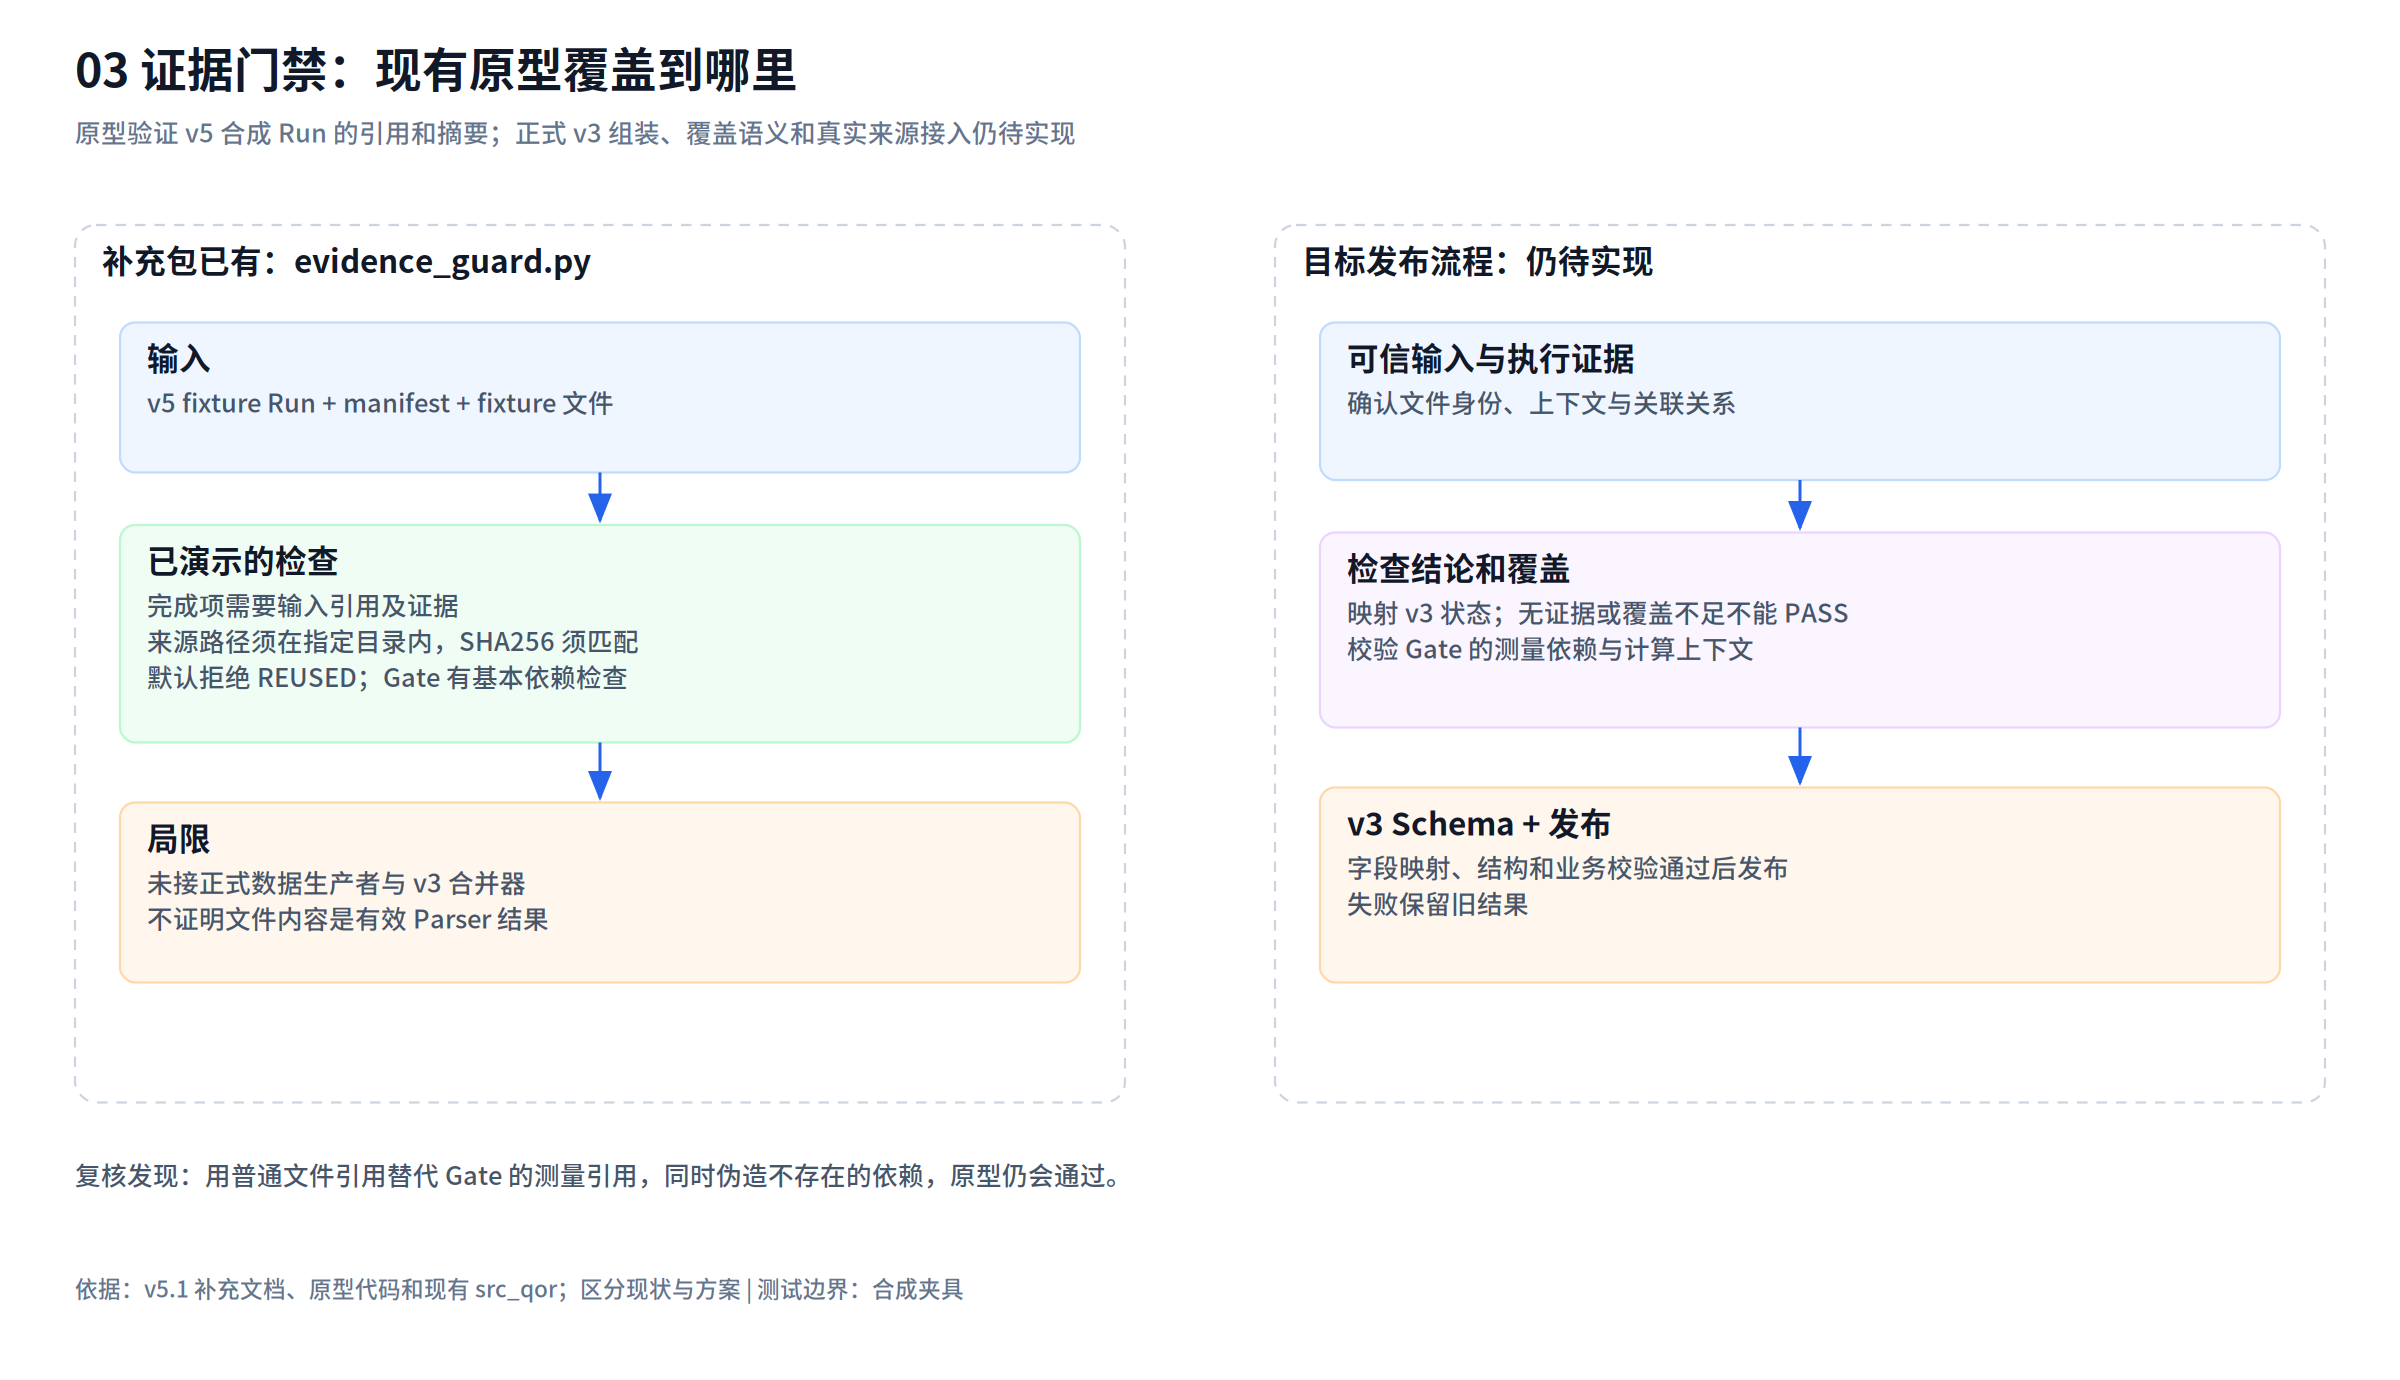 03 证据门禁：现有原型覆盖到哪里
原型验证 v5 合成 Run 的引用和摘要；正式 v3 组装、覆盖语义和真实来源接入仍待实现
补充包已有：evidence_guard.py
输入
v5 fixture Run + manifest + fixture 文件
已演示的检查
完成项需要输入引用及证据
来源路径须在指定目录内，SHA256 须匹配
默认拒绝 REUSED；Gate 有基本依赖检查
局限
未接正式数据生产者与 v3 合并器
不证明文件内容是有效 Parser 结果
目标发布流程：仍待实现
可信输入与执行证据
确认文件身份、上下文与关联关系
检查结论和覆盖
映射 v3 状态；无证据或覆盖不足不能 PASS
校验 Gate 的测量依赖与计算上下文
v3 Schema + 发布
字段映射、结构和业务校验通过后发布
失败保留旧结果
复核发现：用普通文件引用替代 Gate 的测量引用，同时伪造不存在的依赖，原型仍会通过。
依据：v5.1 补充文档、原型代码和现有 src_qor；区分现状与方案 | 测试边界：合成夹具